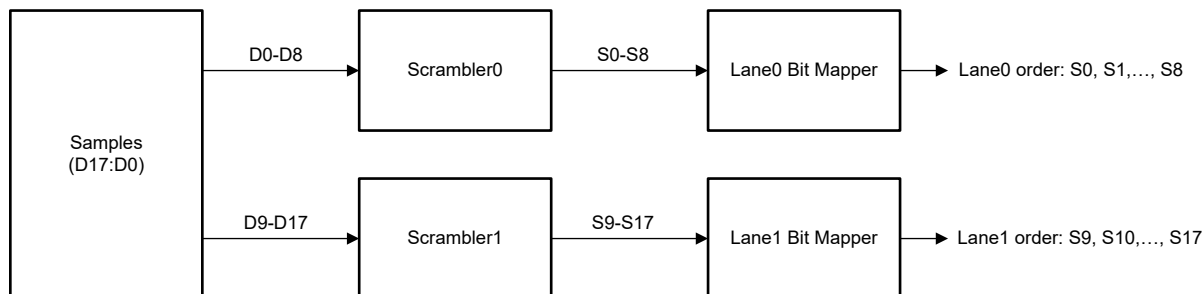 D0-D8
S0-S8
Scrambler0
Lane0 Bit Mapper
Lane0 order: S0, S1,…, S8
Samples
(D17:D0)
D9-D17
S9-S17
Scrambler1
Lane1 Bit Mapper
Lane1 order: S9, S10,…, S17